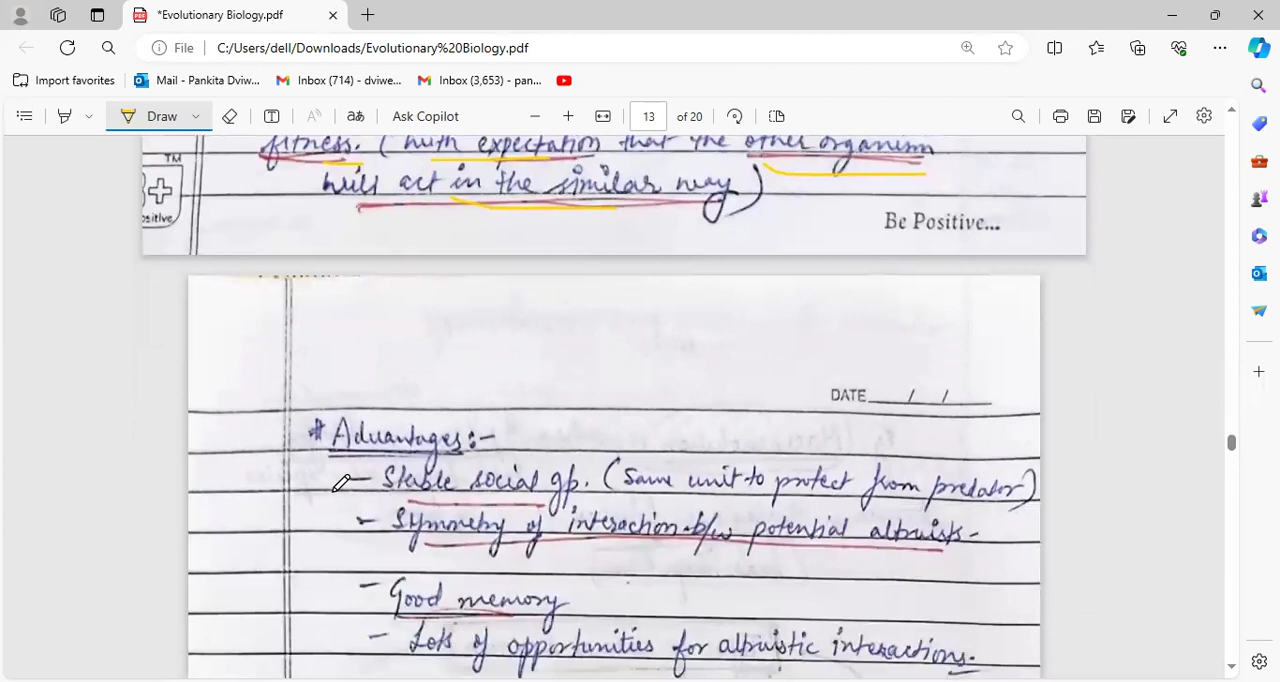 *Evolutionary Biology.pdf
File C:/Users/dell/Downloads/Evolutionary%20Biology.pdf
Import favorites Mail - Pankita Dviw... Inbox (714) - dviwe... Inbox (3,653) - pan...
Draw Ask Copilot 13 of 20
fitness. (with expectation that the other organism
will act in the similar way)
TM
sitive
Be Positive...
DATE / /
# Advantages:-
- Stable social gp. (Same unit to protect from predator)
- Symmetry of interaction b/w potential altruists-
- Good memory
- Lots of opportunities for altruistic interactions.